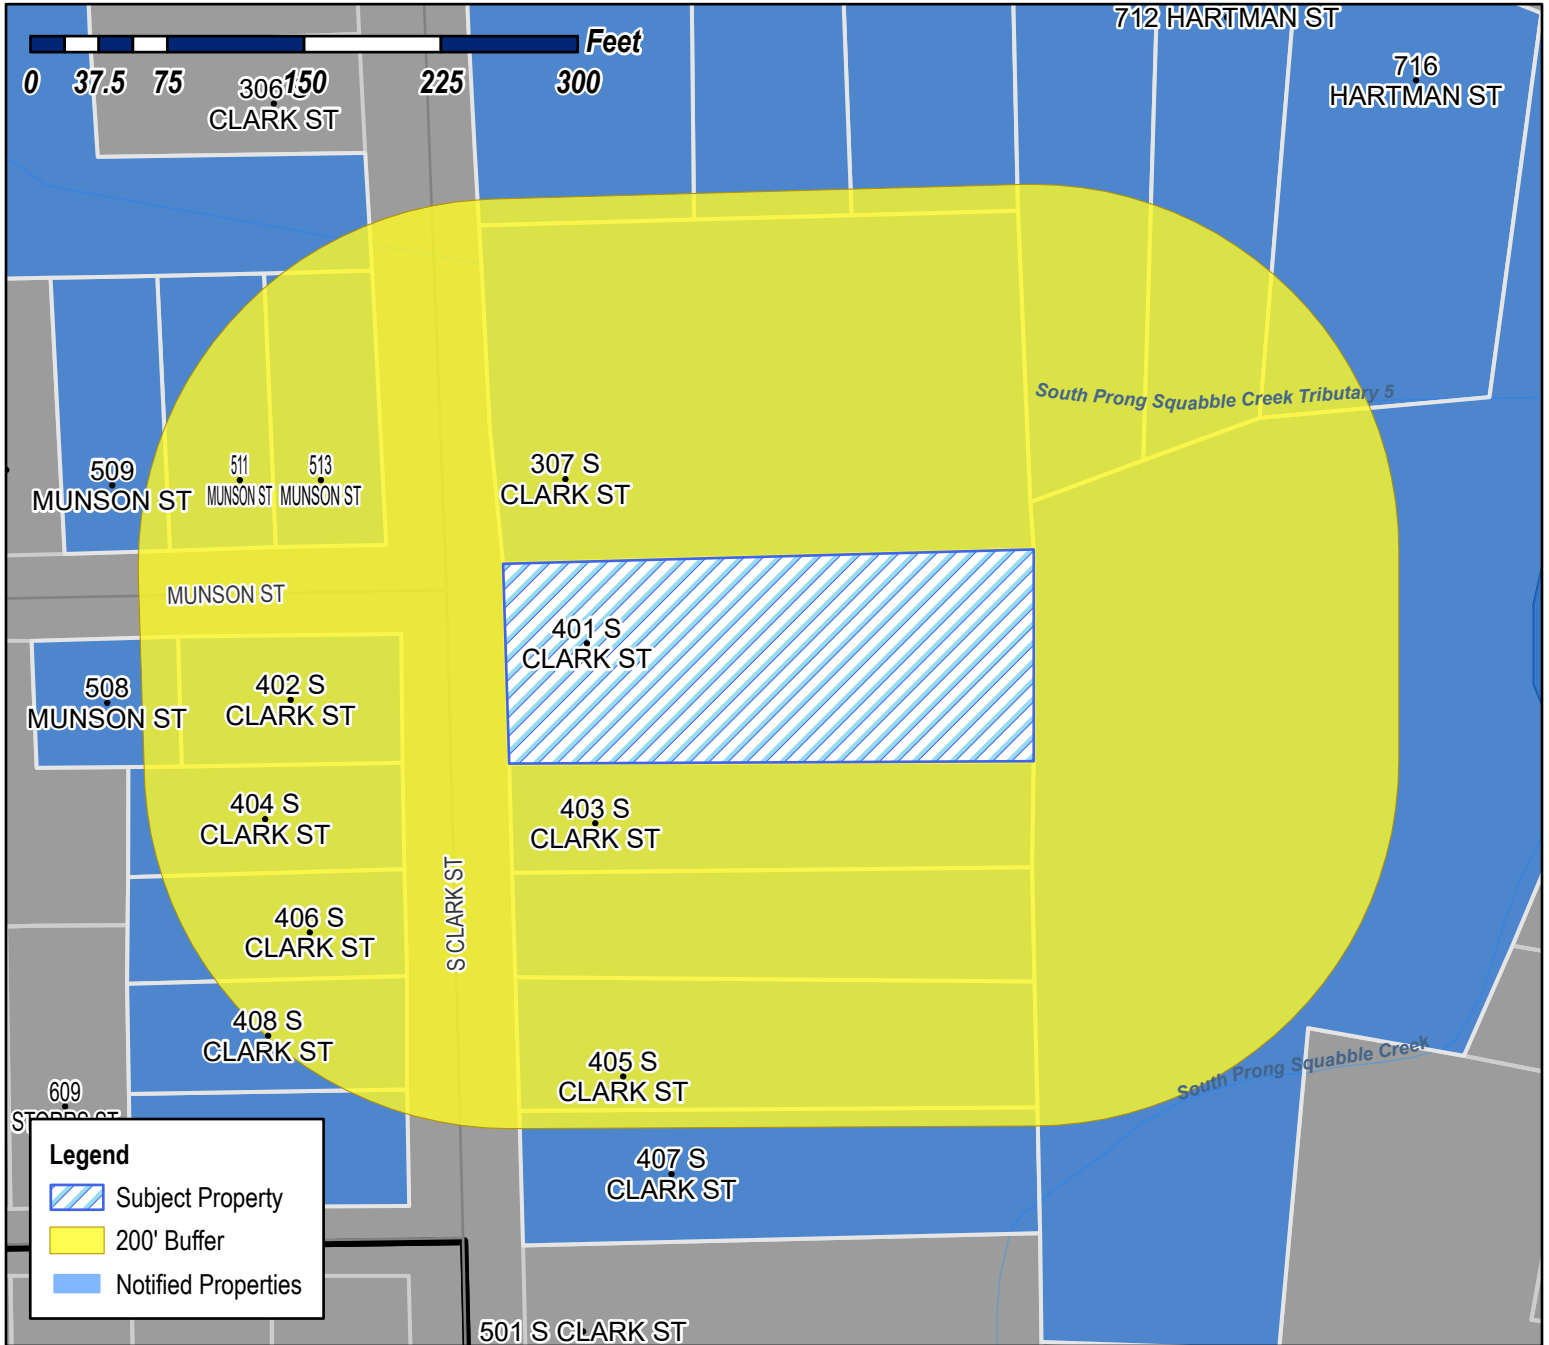 712 HARTMAN ST
Feet
0 37.5 75 150 225 300
306
CLARK ST
716
HARTMAN ST
South Prong Squabble Creek Tributary 5
509
MUNSON ST
511
MUNSON ST
513
MUNSON ST
307 S
CLARK ST
MUNSON ST
401 S
CLARK ST
402 S
CLARK ST
508
MUNSON ST
404 S
CLARK ST
403 S
CLARK ST
S CLARK ST
406 S
CLARK ST
408 S
CLARK ST
405 S
CLARK ST
South Prong Squabble Creek
609
407 S
CLARK ST
Legend
Subject Property
200' Buffer
Notified Properties
501 S CLARK ST